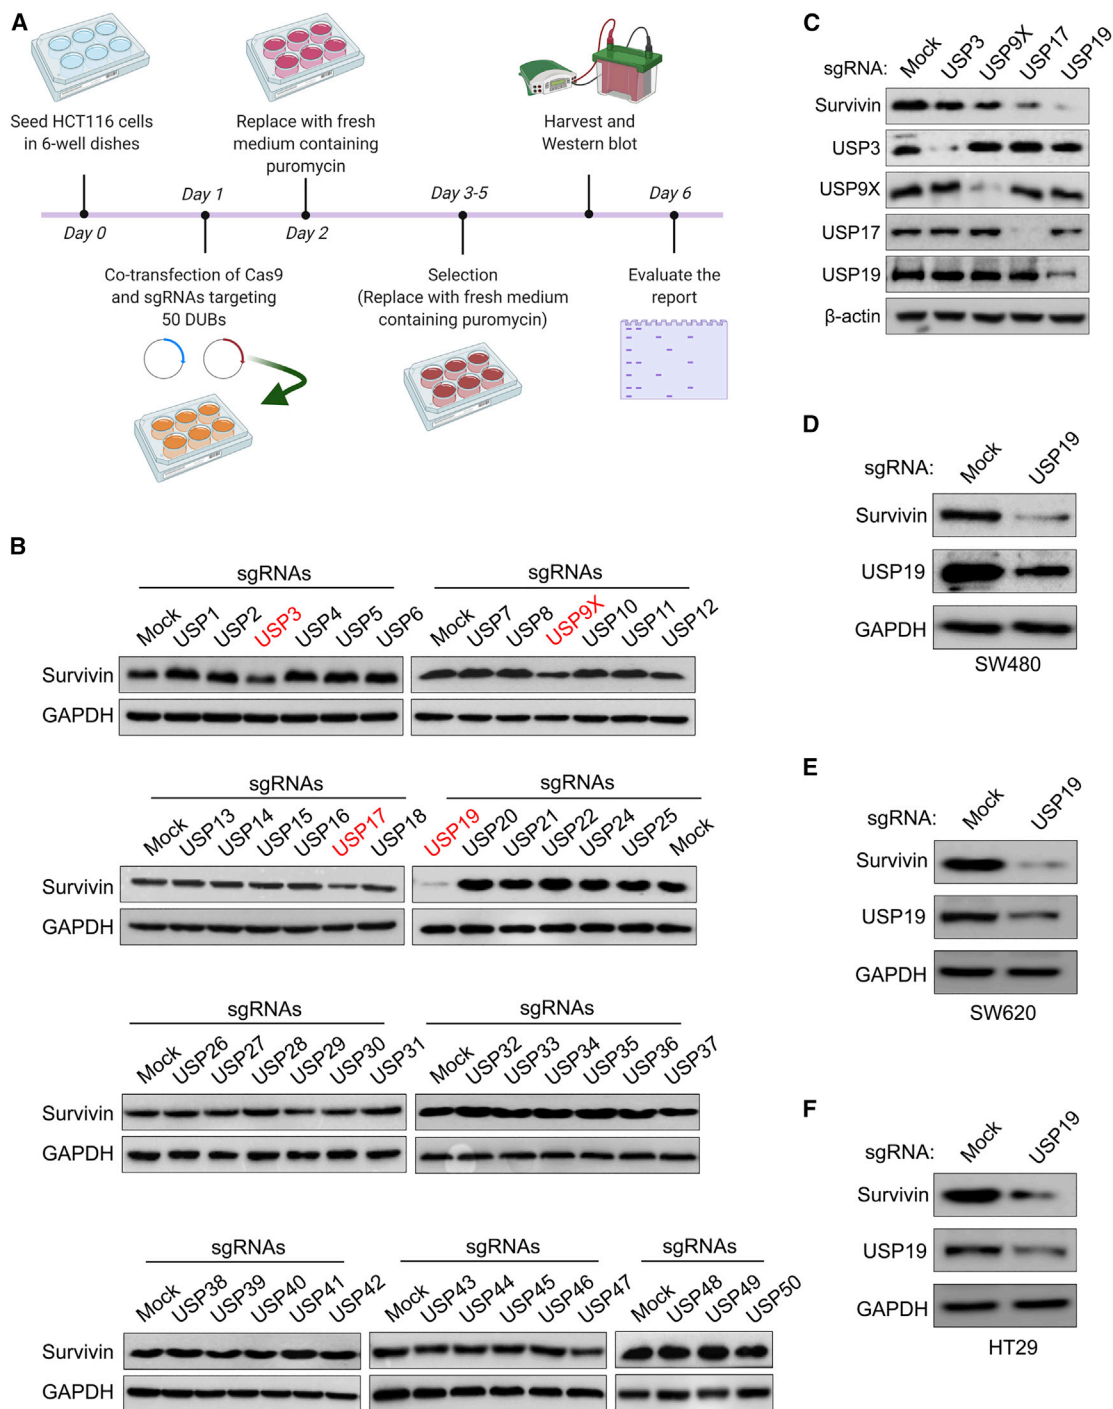 A
Seed HCT116 cells
in 6-well dishes
Replace with fresh
medium containing
puromycin
Harvest and
Western blot
Day 0
Day 1
Day 2
Day 3-5
Day 6
Co-transfection of Cas9
and sgRNAs targeting
50 DUBs
Selection
(Replace with fresh medium
containing puromycin)
Evaluate the
report
B
sgRNAs
Mock USP1 USP2 USP3 USP4 USP5 USP6
Survivin
GAPDH
sgRNAs
Mock USP7 USP8 USP9X USP10 USP11 USP12
sgRNAs
Mock USP13 USP14 USP15 USP16 USP17 USP18
Survivin
GAPDH
sgRNAs
USP19 USP20 USP21 USP22 USP24 USP25 Mock
sgRNAs
Mock USP26 USP27 USP28 USP29 USP30 USP31
Survivin
GAPDH
sgRNAs
Mock USP32 USP33 USP34 USP35 USP36 USP37
sgRNAs
Mock USP38 USP39 USP40 USP41 USP42
Survivin
GAPDH
sgRNAs
Mock USP43 USP44 USP45 USP46 USP47
sgRNAs
Mock USP48 USP49 USP50
C
sgRNA: Mock USP3 USP9X USP17 USP19
Survivin
USP3
USP9X
USP17
USP19
β-actin
D
sgRNA: Mock USP19
Survivin
USP19
GAPDH
SW480
E
sgRNA: Mock USP19
Survivin
USP19
GAPDH
SW620
F
sgRNA: Mock USP19
Survivin
USP19
GAPDH
HT29